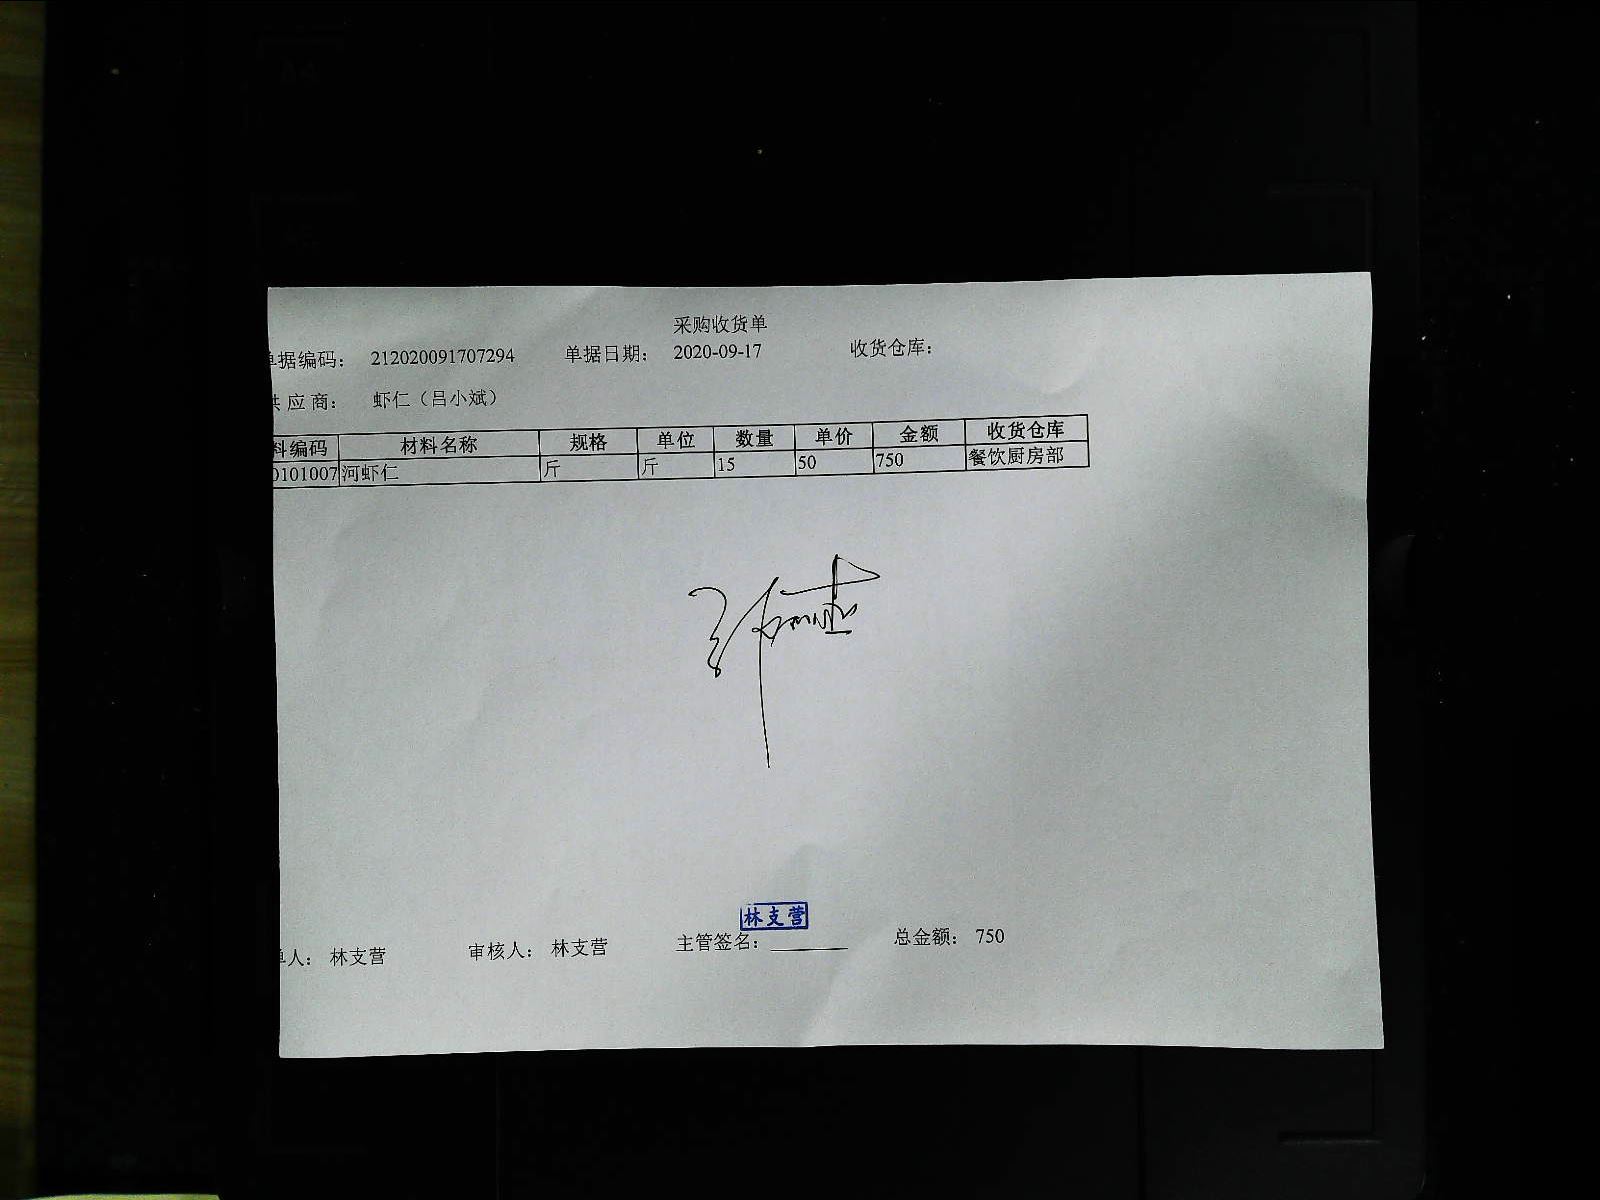 采购收货单
单据编码： 212020091707294 单据日期： 2020-09-17 收货仓库：
供 应 商： 虾仁（吕小斌）
料编码 材料名称 规格 单位 数量 单价 金额 收货仓库
0101007 河虾仁 斤 斤 15 50 750 餐饮厨房部
林支营
单人： 林支营 审核人： 林支营 主管签名： 总金额： 750